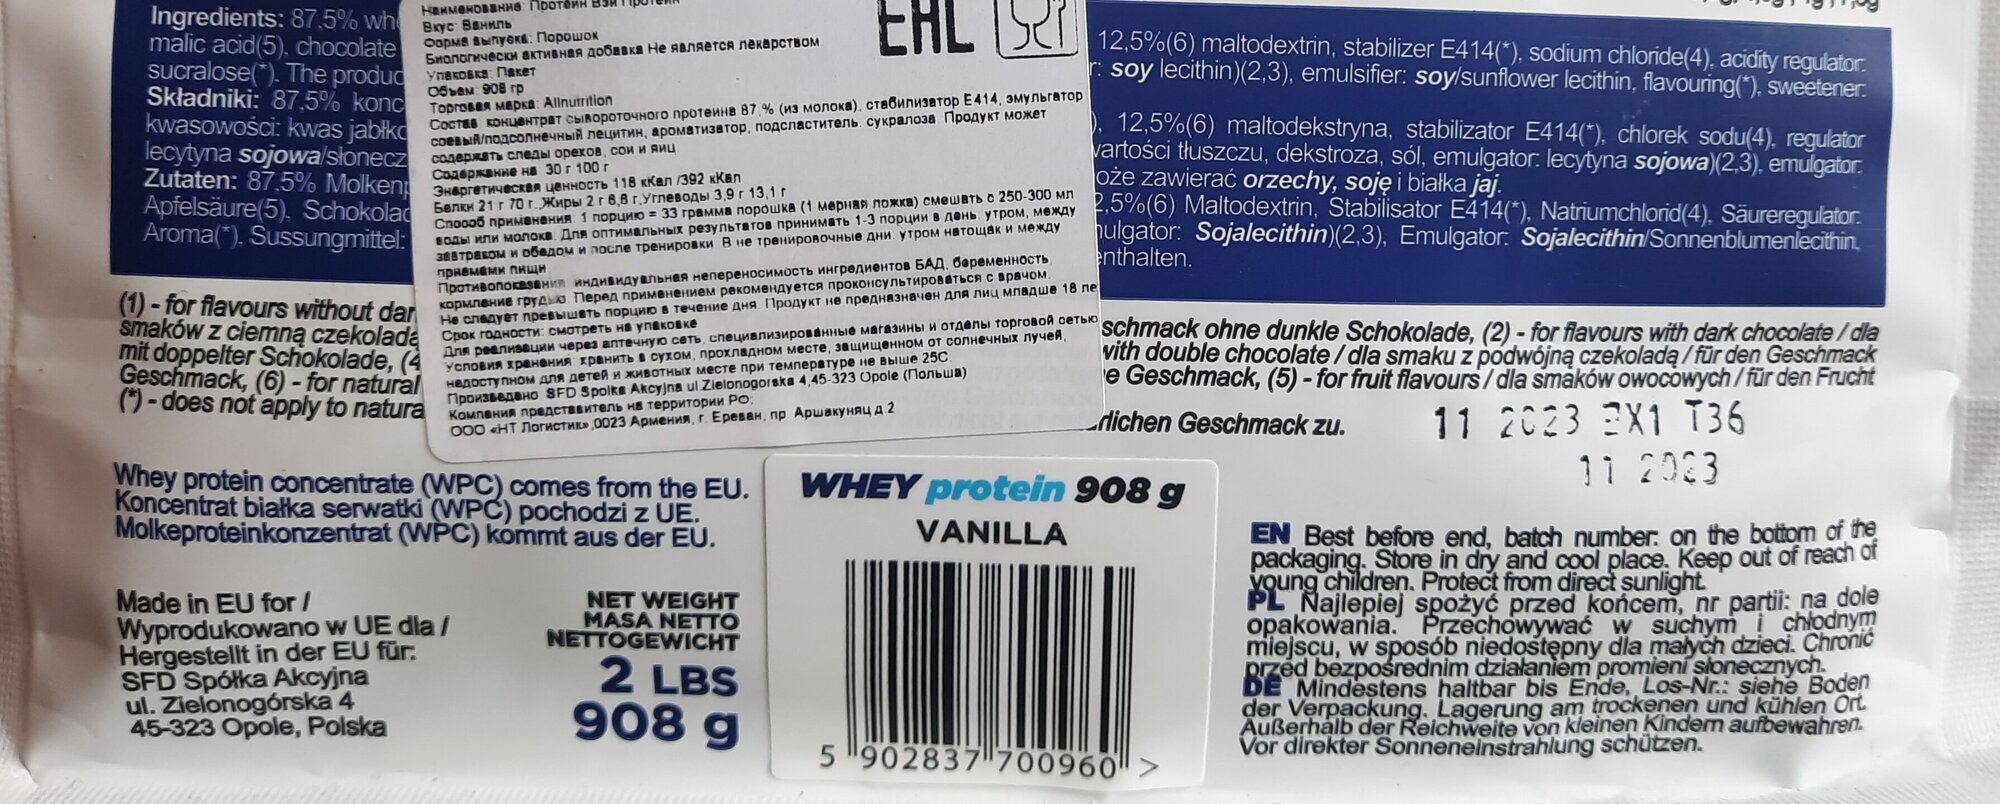 Ingredients: 87.5%
malic acid(5), chocolate
sucralose(*). The
Składniki: 87,5%
kwasowości: kwas
lecytyna sojowa/
Zutaten: 87.5%
Apfelsäure(5),
Aroma(*), Sussungmittel:
Наименование Протеин Вэй Протеин
Вкус: Ваниль
Форма выпуска: Порошок
Биологически активная добавка Не является лекарством
Упаковка: Пакет
Объем: 908 гр
Торговая марка: Allnutrition
Состав концентрат сывороточного протеина 87,% (из молока), стабилизатор Е414, эмульгатор
соевый/подсолнечный лецитин, ароматизатор, подсластитель. сукралоза Продукт может
содержать следы орехов, сои и яиц
Содержание на 30 г 100 г
Энергетическая ценность 118 кКал /392 кКал
Белки 21 г 70 г. Жиры 2 г 6,6 г,Углеводы 3,9 г 13,1 г
Способ применения: 1 порцию = 33 грамма порошка (1 мерная ложка) смешать с 250-300 мл
воды или молока. Для оптимальных результатов принимать 1-3 порции в день. утром, между
завтраком и обедом и после тренировки В не тренировочные дни: утром натощак и между
приёмами пищи
Противопоказания индивидуальная непереносимость ингредиентов БАД, беременность,
кормление грудью. Перед применением рекомендуется проконсультироваться с врачом.
Не следует превышать порцию в течение дня Продукт не предназначен для лиц младше 18
Срок годности: смотреть на упаковке
Для реализации через аптечную сеть, специализированные магазины и отделы торговой сетью
Условия хранения: хранить в сухом, прохладном месте, защищенном от солнечных лучей,
недоступном для детей и животных месте при температуре не выше 25С.
Произведено SFD Spolka Akcyjna ul Zielonogorska 4,45-323 Opole (Польша)
Компания представитель на территории РФ:
ООО «НТ Логистик»,0023 Армения, г. Ереван, пр Аршакуняц д.2
EAC
12,5%(6) maltodextrin, stabilizer E414(*), sodium chloride(4), acidity regulator:
soy lecithin)(2,3), emulsifier: soy/sunflower lecithin, flavouring(*), sweetener:
12,5%(6) maltodekstryna, stabilizator E414(*), chlorek sodu(4), regulator
tłuszczu, dekstroza, sól, emulgator: lecytyna sojowa)(2,3), emulgator:
zawierać orzechy, soję i białka jaj.
2,5%(6) Maltodextrin, Stabilisator E414(*), Natriumchlorid(4), Säureregulator:
Sojalecithin)(2,3), Emulgator: Sojalecithin/Sonnenblumenlecithin,
enthalten.
(1) - for flavours without
smaków z ciemną
mit doppelter Schokolade,
Geschmack, (6) - for natural
(*) - does not apply to
schmack ohne dunkle Schokolade, (2) - for flavours with dark chocolate / dla
with double chocolate / dla smaku z podwójną czekoladą / für den Geschmack
Geschmack, (5) - for fruit flavours / dla smaków owocowych / für den Frucht
Geschmack zu.
11 2023 EX1 T36
11 2023
Whey protein concentrate (WPC) comes from the EU.
Koncentrat białka serwatki (WPC) pochodzi z UE.
Molkeproteinkonzentrat (WPC) kommt aus der EU.
Made in EU for /
Wyprodukowano w UE dla /
Hergestellt in der EU für:
SFD Spółka Akcyjna
ul. Zielonogórska 4
45-323 Opole, Polska
NET WEIGHT
MASA NETTO
NETTOGEWICHT
2 LBS
908 g
WHEY protein 908 g
VANILLA
5 902837 700960 >
EN Best before end, batch number: on the bottom of the
packaging. Store in dry and cool place. Keep out of reach of
young children. Protect from direct sunlight.
PL Najlepiej spożyć przed końcem, nr partii: na dole
opakowania. Przechowywać w suchym i chłodnym
miejscu, w sposób niedostępny dla małych dzieci. Chronić
przed bezpośrednim działaniem promieni słonecznych.
DE Mindestens haltbar bis Ende, Los-Nr.: siehe Boden
der Verpackung. Lagerung am trockenen und kühlen Ort.
Außerhalb der Reichweite von kleinen Kindern aufbewahren.
Vor direkter Sonneneinstrahlung schützen.